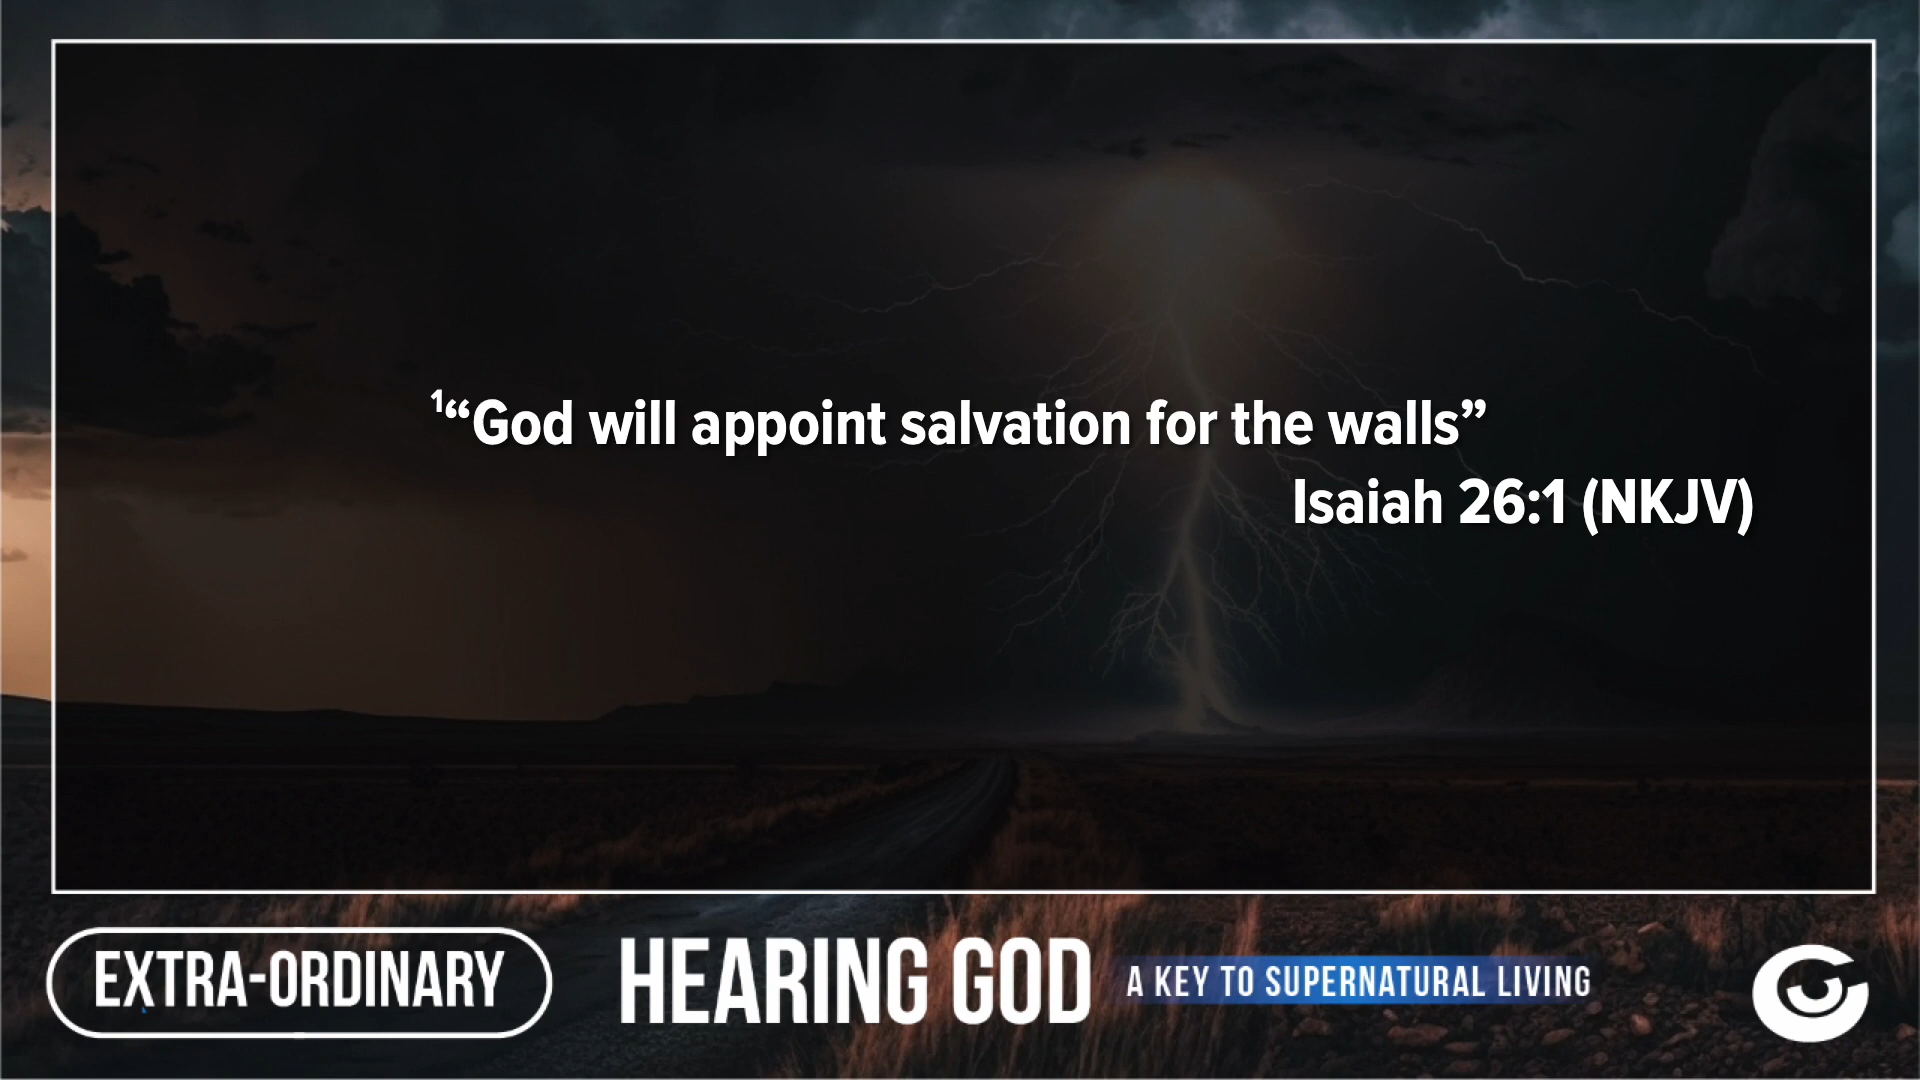 ¹“God will appoint salvation for the walls”
Isaiah 26:1 (NKJV)
EXTRA-ORDINARY
HEARING GOD
A KEY TO SUPERNATURAL LIVING